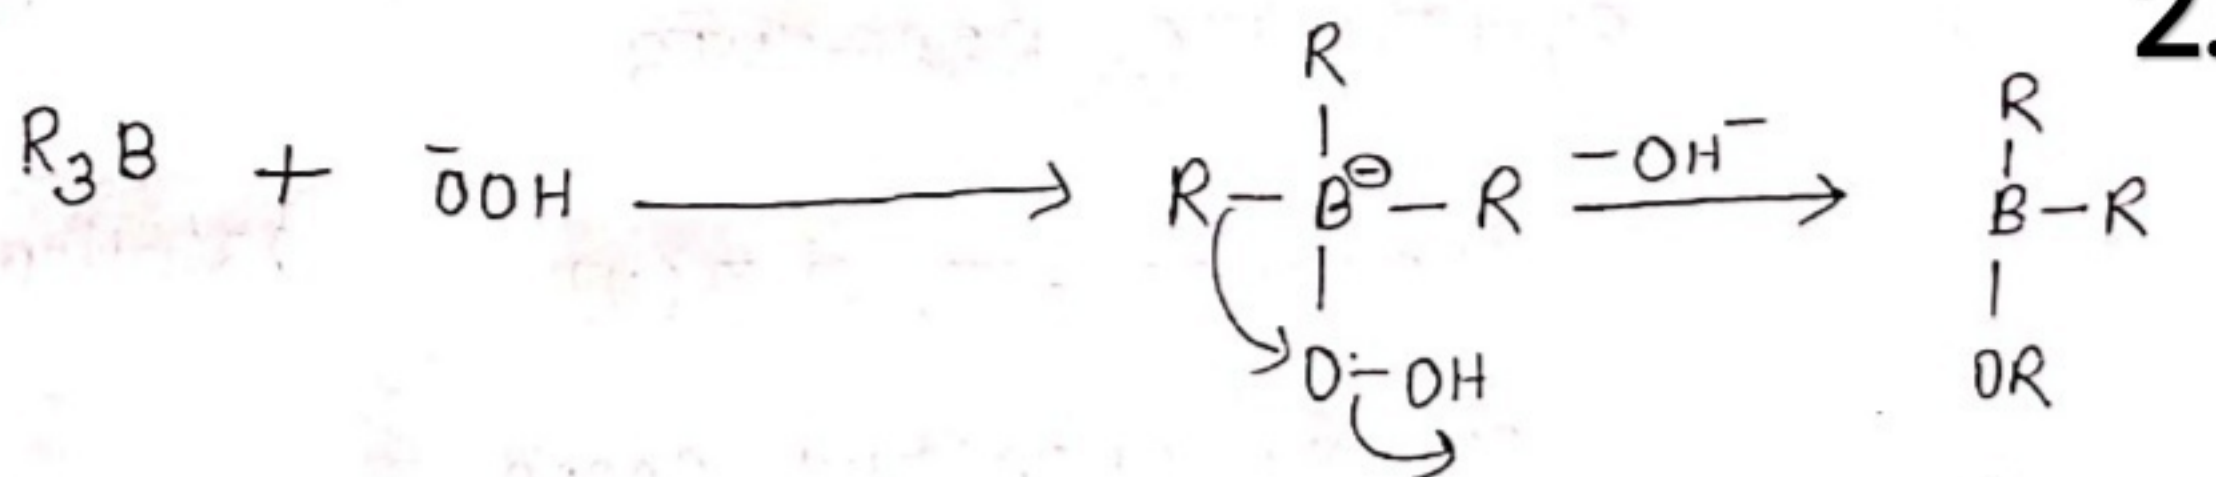 2.
R
R
R₃B + ⁻OOH ⟶ R–B⊖–R –OH⁻ ⟶ B–R
O:–OH OR